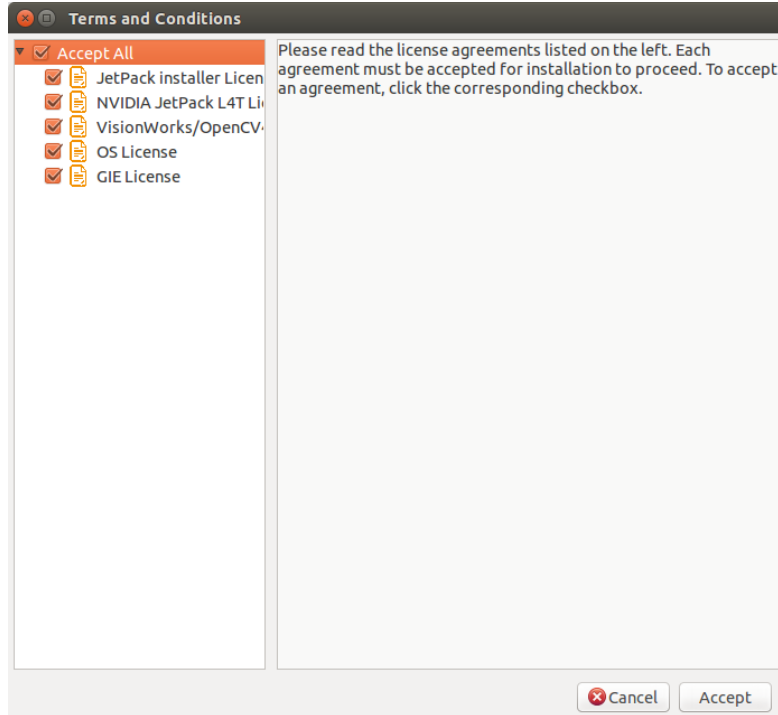 Terms and Conditions
Accept All
JetPack installer Licen
NVIDIA JetPack L4T Li
VisionWorks/OpenCV
OS License
GIE License
Please read the license agreements listed on the left. Each
agreement must be accepted for installation to proceed. To accept
an agreement, click the corresponding checkbox.
Cancel
Accept